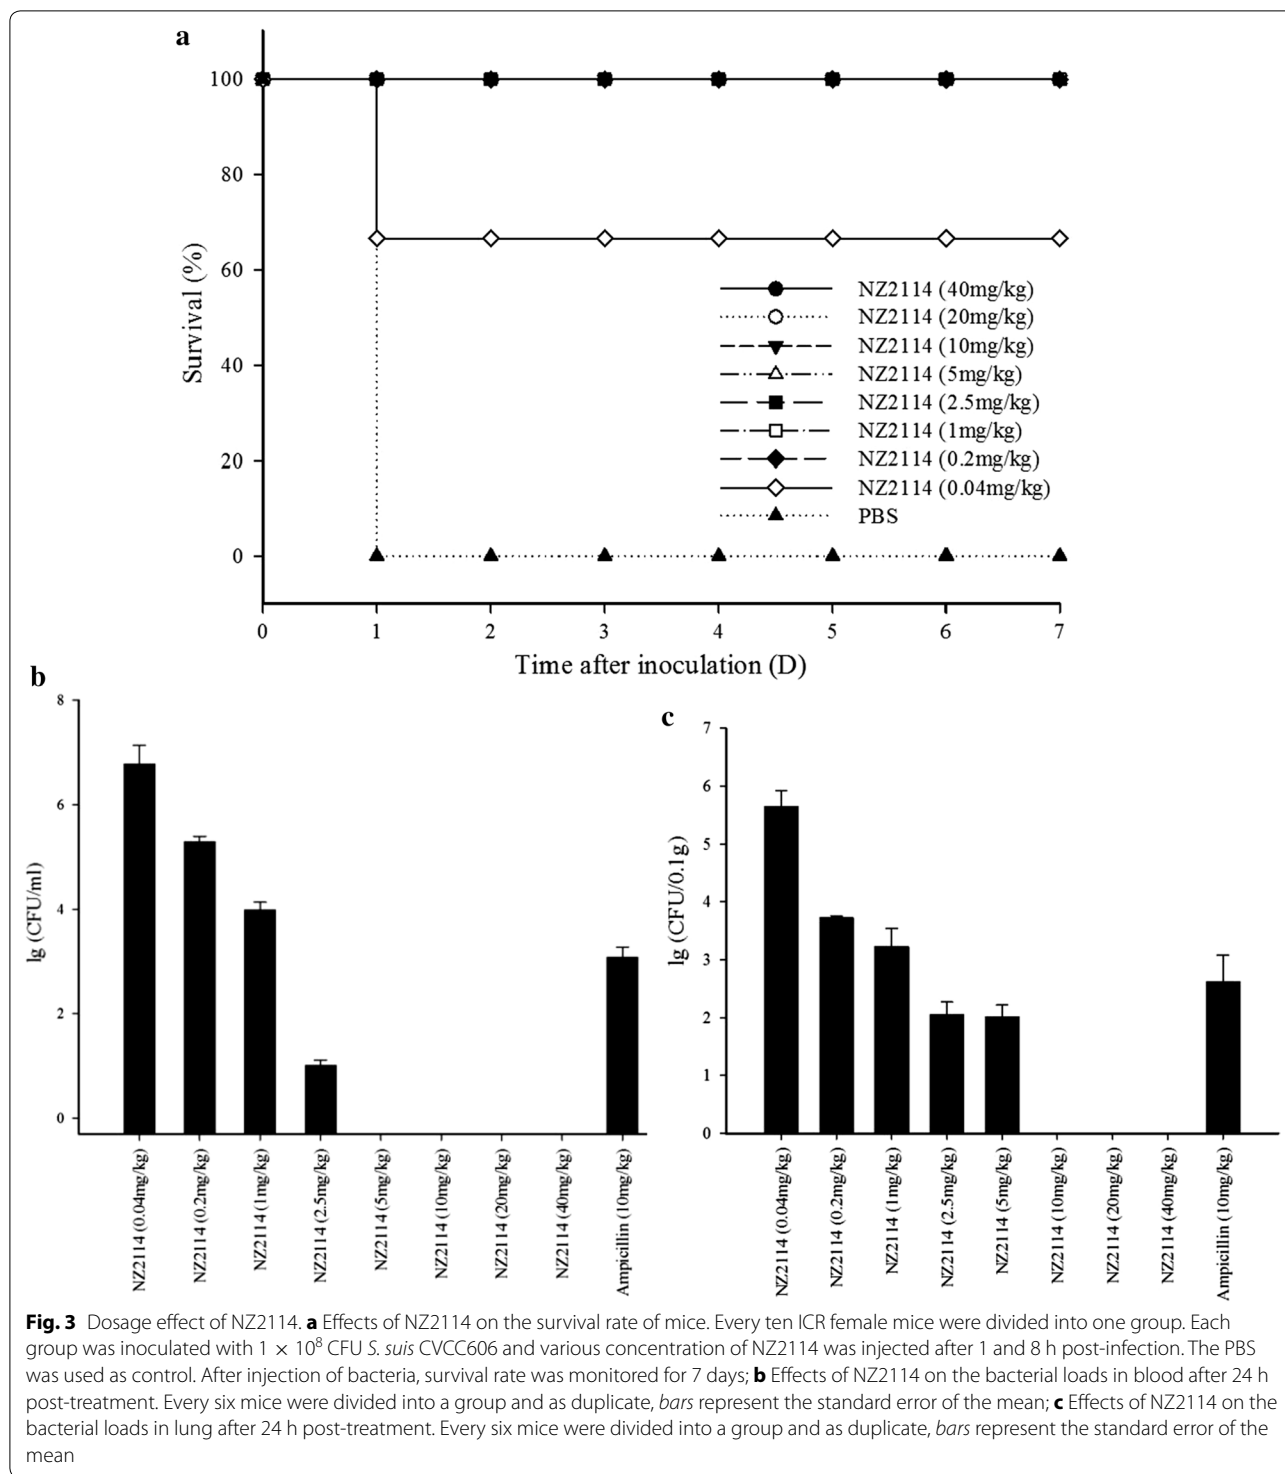 a
100
80
60
40
20
0
Survival (%)
NZ2114 (40mg/kg)
NZ2114 (20mg/kg)
NZ2114 (10mg/kg)
NZ2114 (5mg/kg)
NZ2114 (2.5mg/kg)
NZ2114 (1mg/kg)
NZ2114 (0.2mg/kg)
NZ2114 (0.04mg/kg)
PBS
0 1 2 3 4 5 6 7
Time after inoculation (D)
b
8
6
4
2
0
lg (CFU/ml)
NZ2114 (0.04mg/kg)
NZ2114 (0.2mg/kg)
NZ2114 (1mg/kg)
NZ2114 (2.5mg/kg)
NZ2114 (5mg/kg)
NZ2114 (10mg/kg)
NZ2114 (20mg/kg)
NZ2114 (40mg/kg)
Ampicillin (10mg/kg)
c
7
6
5
4
3
2
1
0
lg (CFU/0.1g)
NZ2114 (0.04mg/kg)
NZ2114 (0.2mg/kg)
NZ2114 (1mg/kg)
NZ2114 (2.5mg/kg)
NZ2114 (5mg/kg)
NZ2114 (10mg/kg)
NZ2114 (20mg/kg)
NZ2114 (40mg/kg)
Ampicillin (10mg/kg)
Fig. 3 Dosage effect of NZ2114. a Effects of NZ2114 on the survival rate of mice. Every ten ICR female mice were divided into one group. Each
group was inoculated with 1 × 10⁸ CFU S. suis CVCC606 and various concentration of NZ2114 was injected after 1 and 8 h post-infection. The PBS
was used as control. After injection of bacteria, survival rate was monitored for 7 days; b Effects of NZ2114 on the bacterial loads in blood after 24 h
post-treatment. Every six mice were divided into a group and as duplicate, bars represent the standard error of the mean; c Effects of NZ2114 on the
bacterial loads in lung after 24 h post-treatment. Every six mice were divided into a group and as duplicate, bars represent the standard error of the
mean